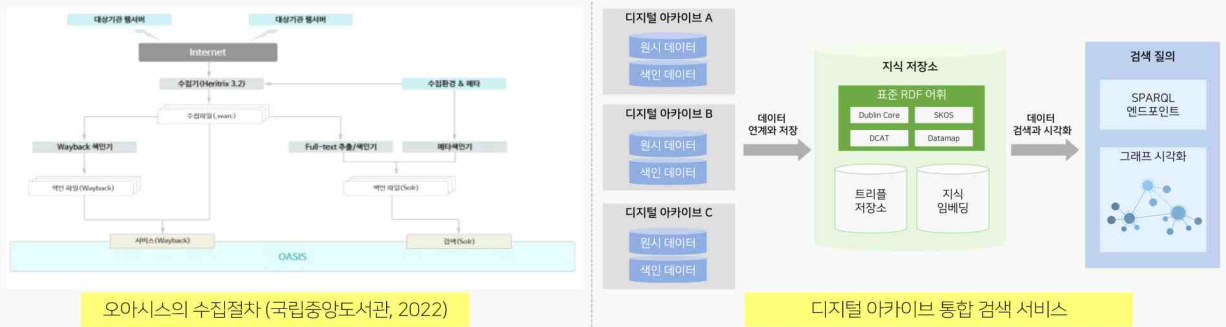 대상기관 웹서버
대상기관 웹서버
Internet
수집기(Heritrix 3.2)
수집환경 & 메타
수집파일(.warc)
Wayback 색인기
Full-text 추출/색인기
메타색인기
색인 파일(Wayback)
색인 파일(Solr)
서비스(Wayback)
검색(Solr)
OASIS
오아시스의 수집절차 (국립중앙도서관, 2022)
디지털 아카이브 A
원시 데이터
색인 데이터
디지털 아카이브 B
원시 데이터
색인 데이터
디지털 아카이브 C
원시 데이터
색인 데이터
데이터
연계와 저장
지식 저장소
표준 RDF 어휘
Dublin Core
SKOS
DCAT
Datamap
트리플
저장소
지식
임베딩
데이터
검색과 시각화
검색 질의
SPARQL
엔드포인트
그래프 시각화
디지털 아카이브 통합 검색 서비스